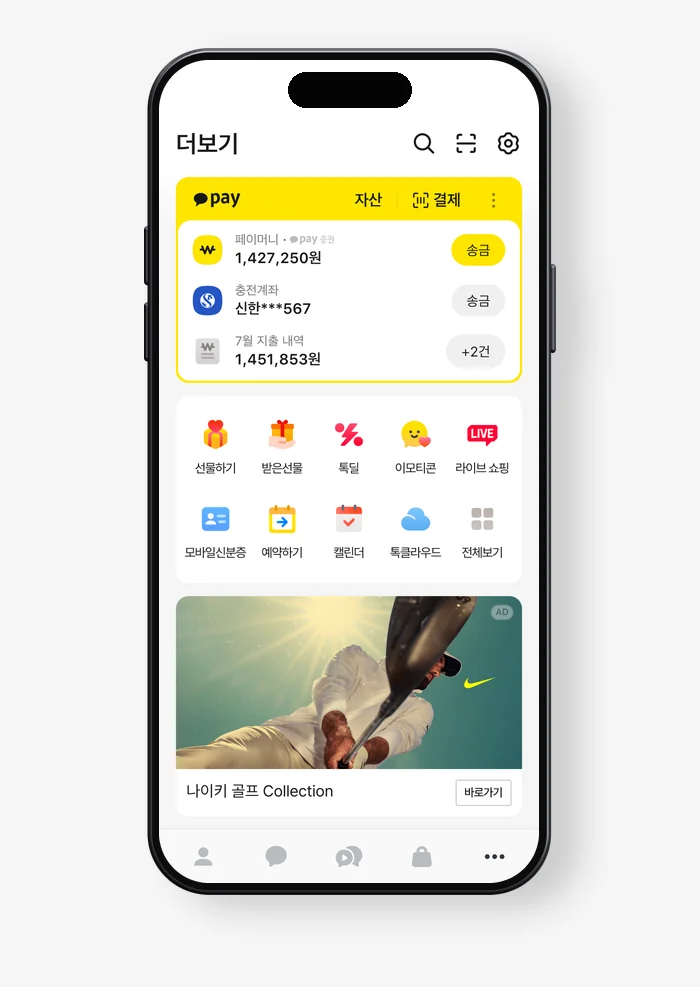 더보기
pay 자산 결제
페이머니 • pay 증권
1,427,250원
송금
충전계좌
신한***567
송금
7월 지출 내역
1,451,853원
+2건
선물하기 받은선물 톡딜 이모티콘 LIVE 라이브 쇼핑
모바일신분증 예약하기 캘린더 톡클라우드 전체보기
AD
나이키 골프 Collection
바로가기